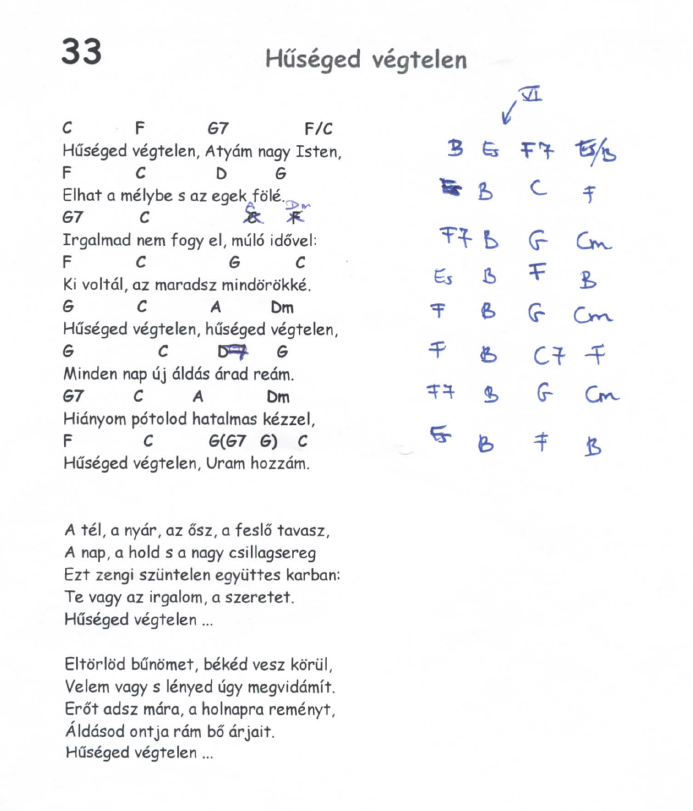 33
Hűséged végtelen
VI
C F G7 F/C
B Es F7 Es/B
Hűséged végtelen, Atyám nagy Isten,
F C D G
B C F
Elhat a mélybe s az egek fölé.
A Dm
G7 C
F7 B G Cm
Irgalmad nem fogy el, múló idővel:
F C G C
Es B F B
Ki voltál, az maradsz mindörökké.
G C A Dm
F B G Cm
Hűséged végtelen, hűséged végtelen,
G C D7 G
F B C7 F
Minden nap új áldás árad reám.
G7 C A Dm
F7 B G Cm
Hiányom pótolod hatalmas kézzel,
F C G(G7 G) C
Es B F B
Hűséged végtelen, Uram hozzám.
A tél, a nyár, az ősz, a feslő tavasz,
A nap, a hold s a nagy csillagsereg
Ezt zengi szüntelen együttes karban:
Te vagy az irgalom, a szeretet.
Hűséged végtelen ...
Eltörlöd bűnömet, békéd vesz körül,
Velem vagy s lényed úgy megvidámít.
Erőt adsz mára, a holnapra reményt,
Áldásod ontja rám bő árjait.
Hűséged végtelen ...